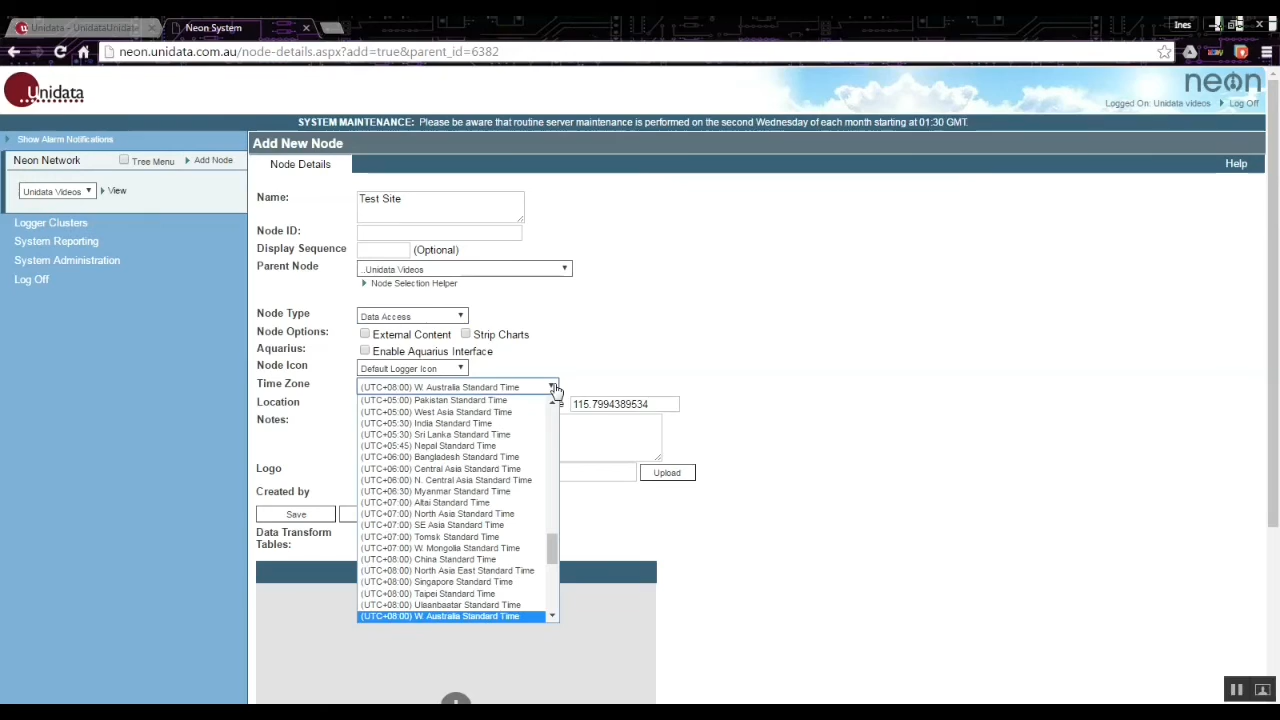 Unidata - UnidataUnidat
Neon System
Ines
neon.unidata.com.au/node-details.aspx?add=true&parent_id=6382
Unidata
neon
Logged On: Unidata videos Log Off
SYSTEM MAINTENANCE: Please be aware that routine server maintenance is performed on the second Wednesday of each month starting at 01:30 GMT.
Show Alarm Notifications
Neon Network Tree Menu Add Node
Unidata Videos View
Logger Clusters
System Reporting
System Administration
Log Off
Add New Node
Node Details
Help
Name: Test Site
Node ID:
Display Sequence (Optional)
Parent Node ..Unidata Videos
Node Selection Helper
Node Type Data Access
Node Options: External Content Strip Charts
Aquarius: Enable Aquarius Interface
Node Icon Default Logger Icon
Time Zone (UTC+08:00) W. Australia Standard Time
Location 115.7994389534
Notes:
Logo Upload
Created by
Save
Data Transform
Tables:
(UTC+05:00) Pakistan Standard Time
(UTC+05:00) West Asia Standard Time
(UTC+05:30) India Standard Time
(UTC+05:30) Sri Lanka Standard Time
(UTC+05:45) Nepal Standard Time
(UTC+06:00) Bangladesh Standard Time
(UTC+06:00) Central Asia Standard Time
(UTC+06:00) N. Central Asia Standard Time
(UTC+06:30) Myanmar Standard Time
(UTC+07:00) Altai Standard Time
(UTC+07:00) North Asia Standard Time
(UTC+07:00) SE Asia Standard Time
(UTC+07:00) Tomsk Standard Time
(UTC+07:00) W. Mongolia Standard Time
(UTC+08:00) China Standard Time
(UTC+08:00) North Asia East Standard Time
(UTC+08:00) Singapore Standard Time
(UTC+08:00) Taipei Standard Time
(UTC+08:00) Ulaanbaatar Standard Time
(UTC+08:00) W. Australia Standard Time